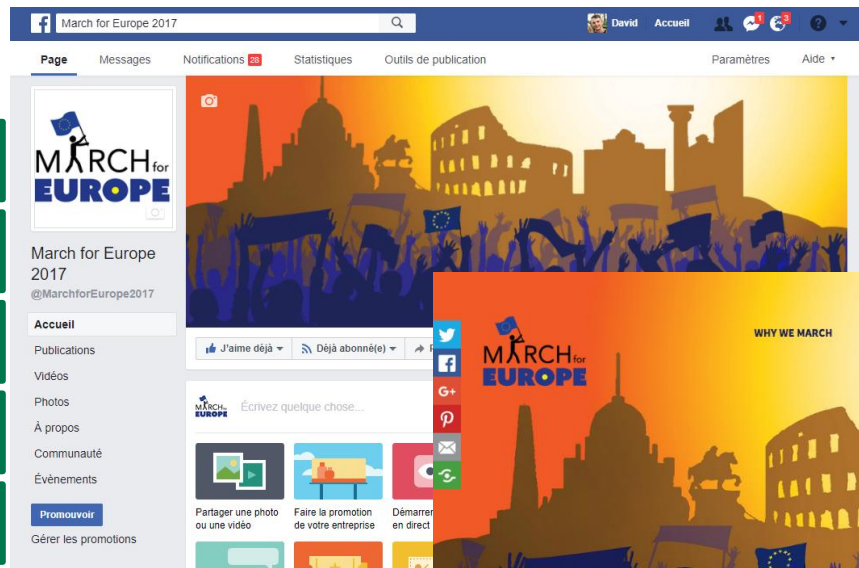 March for Europe 2017
David
Accueil
1
3
?
Page
Messages
Notifications 28
Statistiques
Outils de publication
Paramètres
Aide
MARCH for
EUROPE
March for Europe
2017
@MarchforEurope2017
Accueil
Publications
Vidéos
Photos
À propos
Communauté
Évènements
Promouvoir
Gérer les promotions
J'aime déjà
Déjà abonné(e)
MARCH for
EUROPE
Écrivez quelque chose...
Partager une photo
ou une vidéo
Faire la promotion
de votre entreprise
Démarrer
en direct
MARCH for
EUROPE
WHY WE MARCH
G+